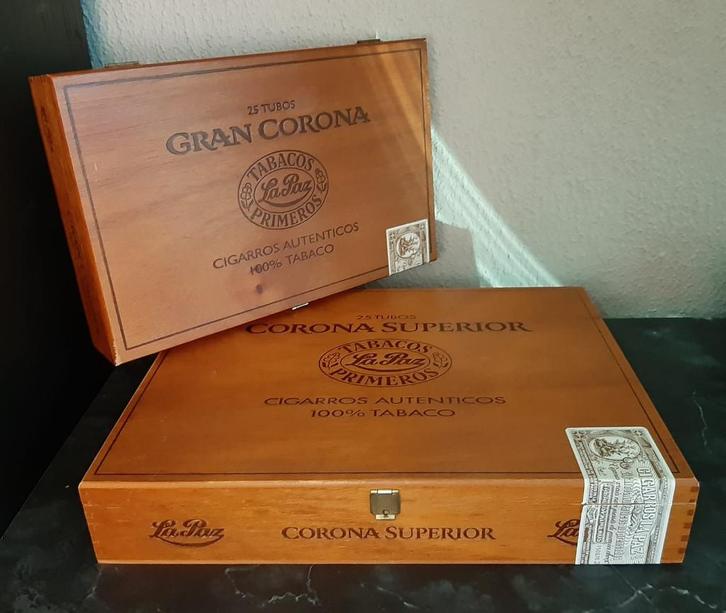 25 TUBOS
GRAN CORONA
TABACOS
La Paz
PRIMEROS
CIGARROS AUTENTICOS
100% TABACO
25 TUBOS
CORONA SUPERIOR
TABACOS
La Paz
PRIMEROS
CIGARROS AUTENTICOS
100% TABACO
La Paz
CORONA SUPERIOR
La